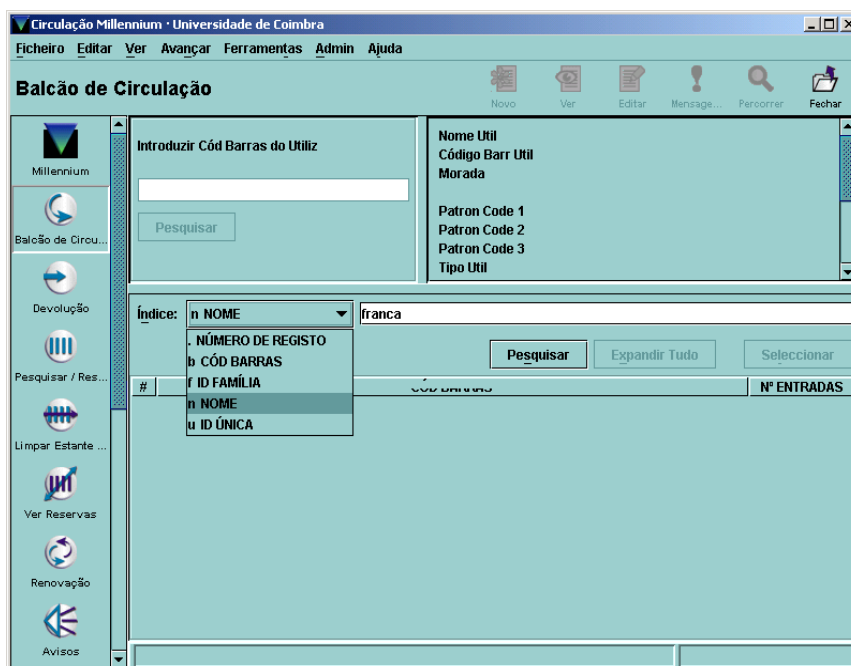 Circulação Millennium · Universidade de Coimbra
Ficheiro Editar Ver Avançar Ferramentas Admin Ajuda
Balcão de Circulação
Novo Ver Editar Mensage... Percorrer Fechar
Millennium
Balcão de Circu...
Devolução
Pesquisar / Res...
Limpar Estante ...
Ver Reservas
Renovação
Avisos
Introduzir Cód Barras do Utiliz
Pesquisar
Nome Util
Código Barr Util
Morada
Patron Code 1
Patron Code 2
Patron Code 3
Tipo Util
Índice: n NOME franca
. NÚMERO DE REGISTO
b CÓD BARRAS
f ID FAMÍLIA
n NOME
u ID ÚNICA
Pesquisar Expandir Tudo Seleccionar
# CÓD BARRAS Nº ENTRADAS